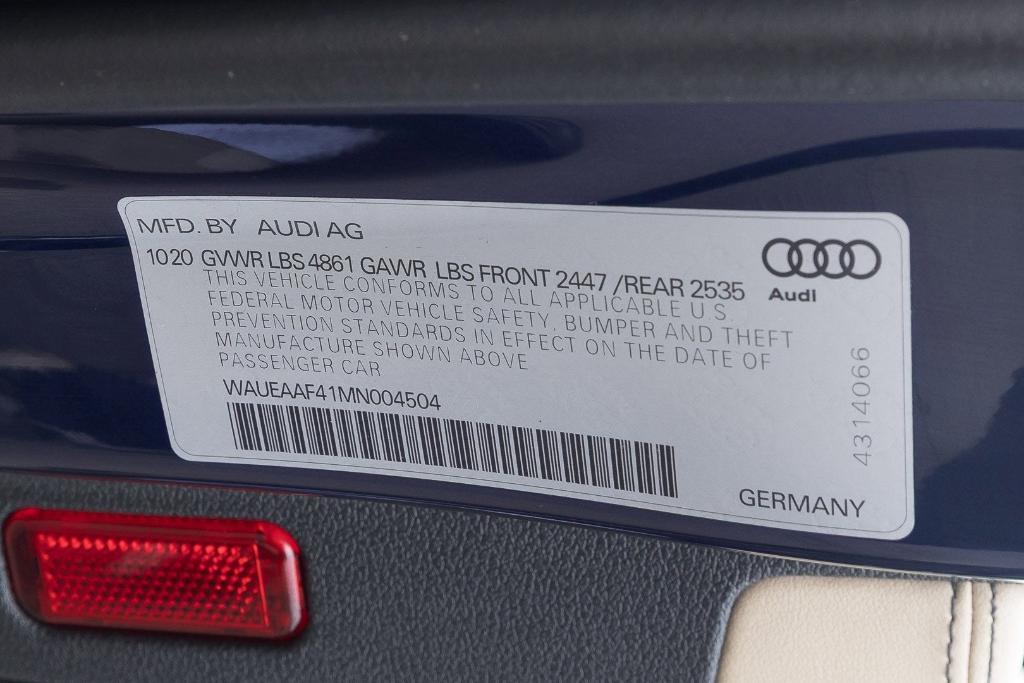 MFD. BY AUDI AG
1020 GVWR LBS 4861 GAWR LBS FRONT 2447 /REAR 2535
THIS VEHICLE CONFORMS TO ALL APPLICABLE U.S.
FEDERAL MOTOR VEHICLE SAFETY, BUMPER AND THEFT
PREVENTION STANDARDS IN EFFECT ON THE DATE OF
MANUFACTURE SHOWN ABOVE
PASSENGER CAR
WAUEAAF41MN004504
Audi
4314066
GERMANY